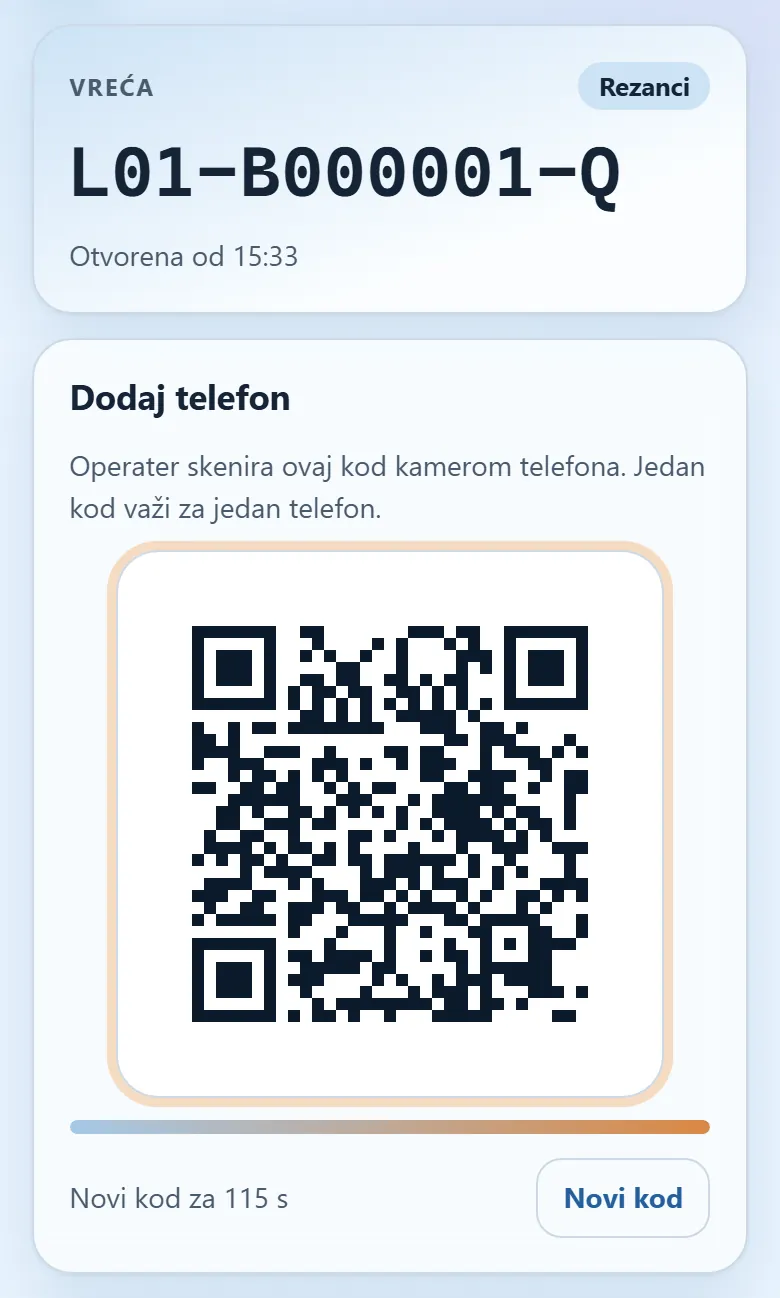 VREĆA
Rezanci
L01-B000001-Q
Otvorena od 15:33
Dodaj telefon
Operater skenira ovaj kod kamerom telefona. Jedan
kod važi za jedan telefon.
Novi kod za 115 s
Novi kod